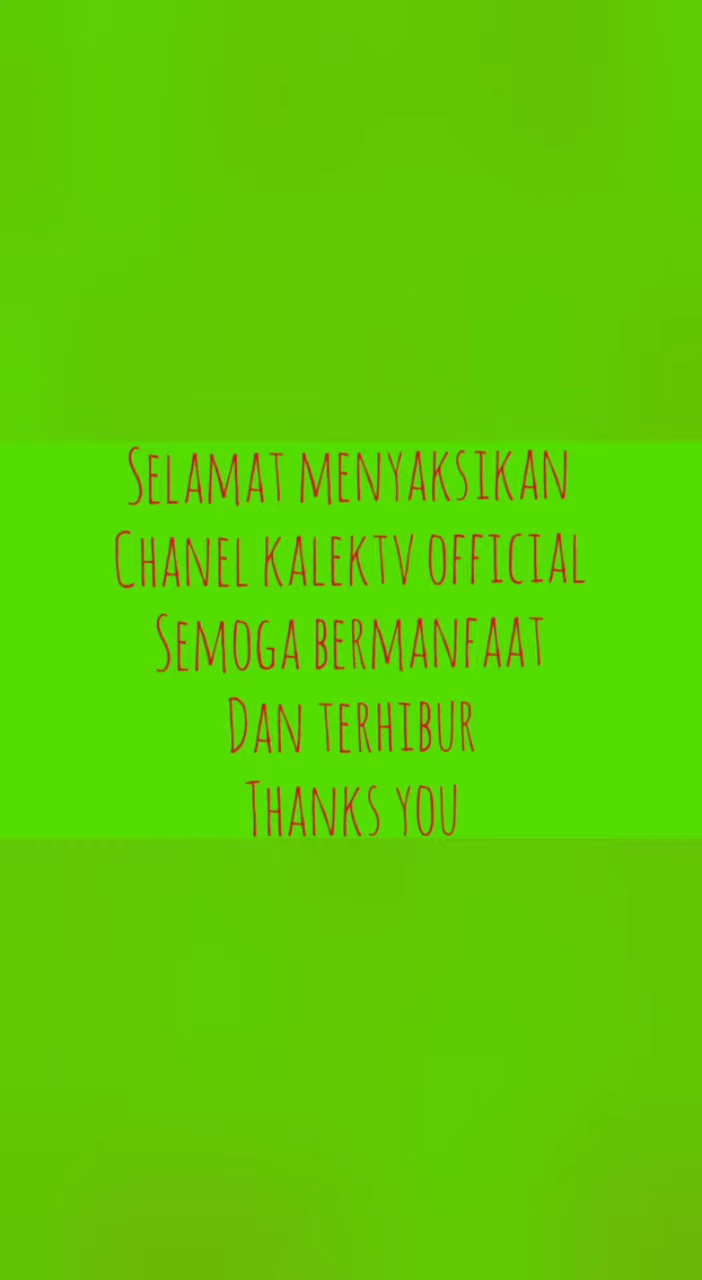 Selamat menyaksikan
Chanel kalektv official
Semoga bermanfaat
Dan terhibur
Thanks you